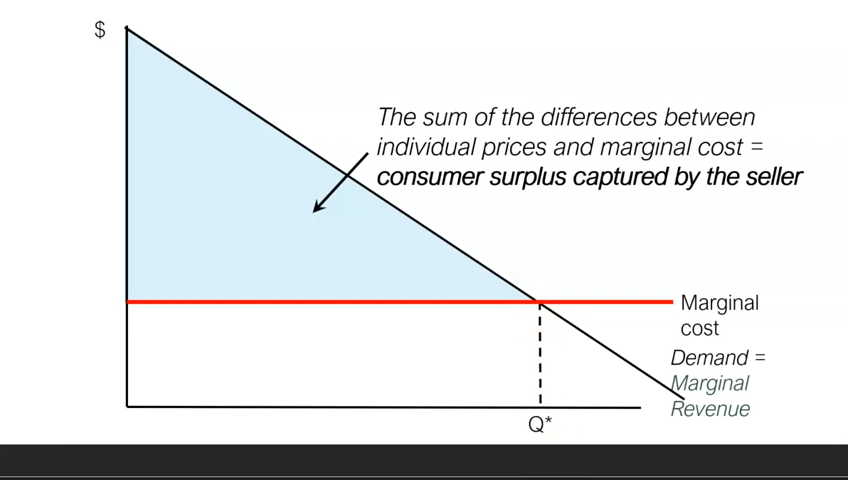 $
The sum of the differences between
individual prices and marginal cost =
consumer surplus captured by the seller
Marginal
cost
Demand =
Marginal
Revenue
Q*